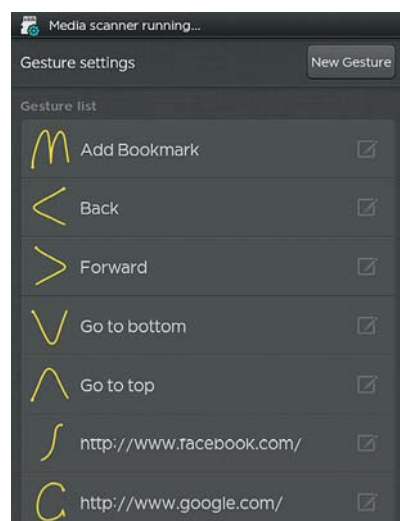 Media scanner running...
Gesture settings
New Gesture
Gesture list
Add Bookmark
Back
Forward
Go to bottom
Go to top
http://www.facebook.com/
http://www.google.com/